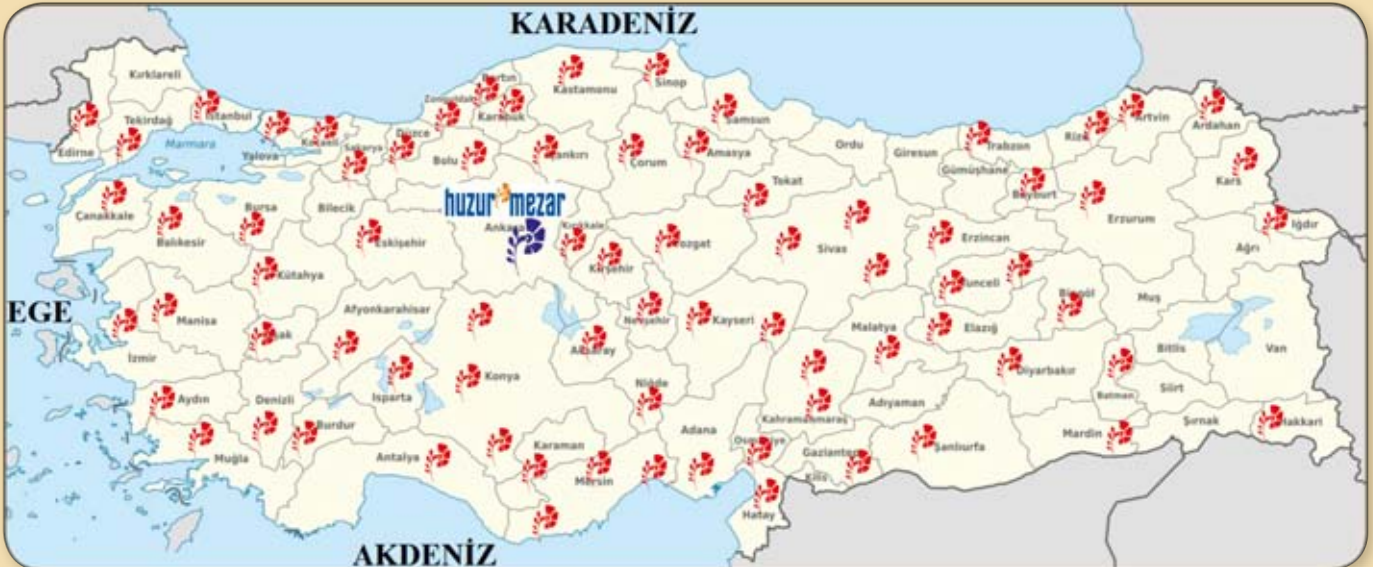 KARADENİZ
Kırklareli
Edirne
Tekirdağ
İstanbul
Marmara
Yalova
Kocaeli
Sakarya
Düzce
Zonguldak
Bartın
Karabük
Bolu
Kastamonu
Sinop
Çankırı
Çorum
Samsun
Amasya
Ordu
Tokat
Giresun
Gümüşhane
Trabzon
Rize
Bayburt
Artvin
Ardahan
Kars
Iğdır
Ağrı
Erzurum
Çanakkale
Balıkesir
Bursa
Bilecik
Eskişehir
Kütahya
huzur mezar
Ankara
Kırıkkale
Kırşehir
Yozgat
Sivas
Erzincan
Tunceli
Bingöl
Muş
EGE
Manisa
Uşak
Afyonkarahisar
Aksaray
Nevşehir
Kayseri
Malatya
Elazığ
Bitlis
Van
İzmir
Aydın
Denizli
Isparta
Konya
Niğde
Kahramanmaraş
Adıyaman
Diyarbakır
Batman
Siirt
Muğla
Burdur
Antalya
Karaman
Mersin
Adana
Osmaniye
Gaziantep
Kilis
Şanlıurfa
Mardin
Şırnak
Hakkari
Hatay
AKDENİZ